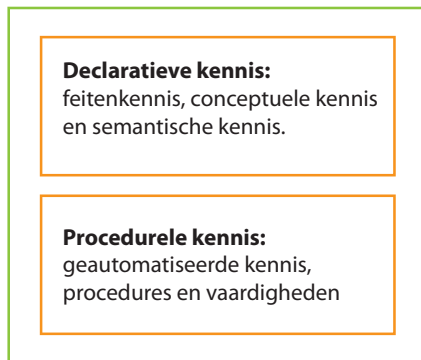 Declaratieve kennis:
feitenkennis, conceptuele kennis
en semantische kennis.
Procedurele kennis:
geautomatiseerde kennis,
procedures en vaardigheden